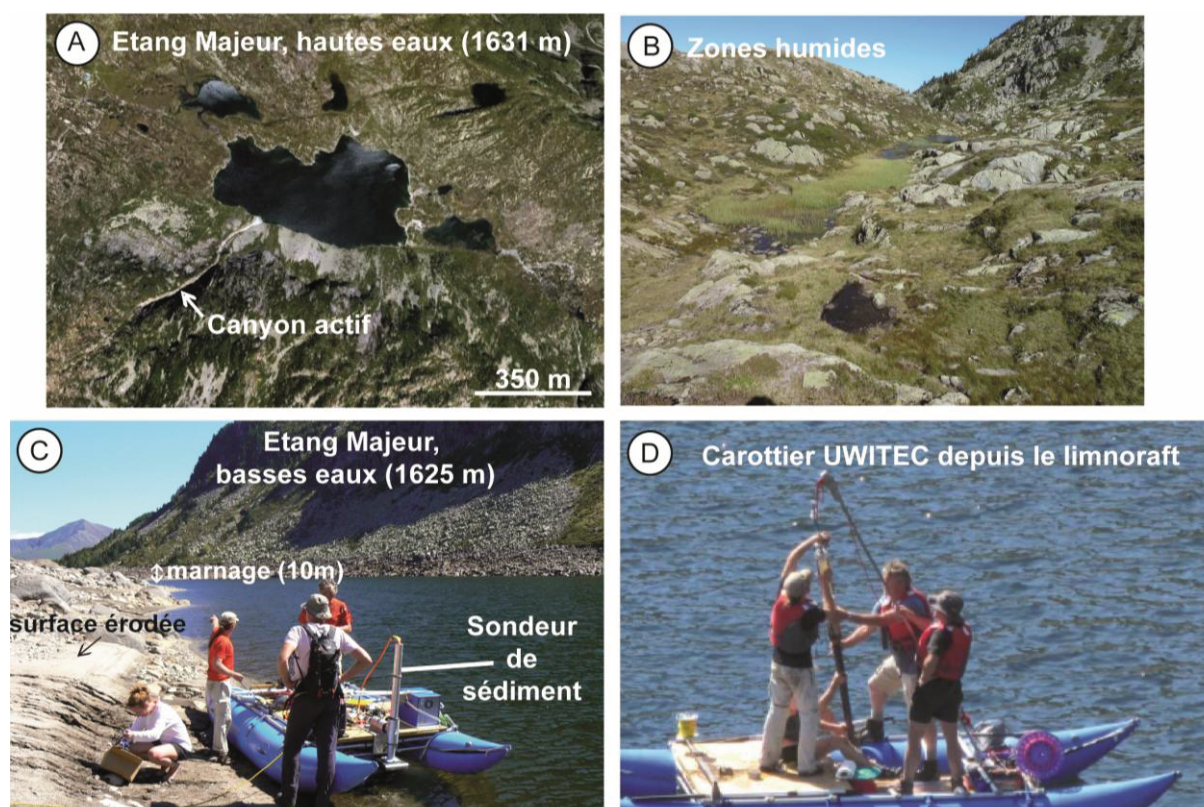 A
Etang Majeur, hautes eaux (1631 m)
Canyon actif
350 m
B
Zones humides
C
Etang Majeur,
basses eaux (1625 m)
marnage (10m)
surface érodée
Sondeur
de
sédiment
D
Carottier UWITEC depuis le limnoraft